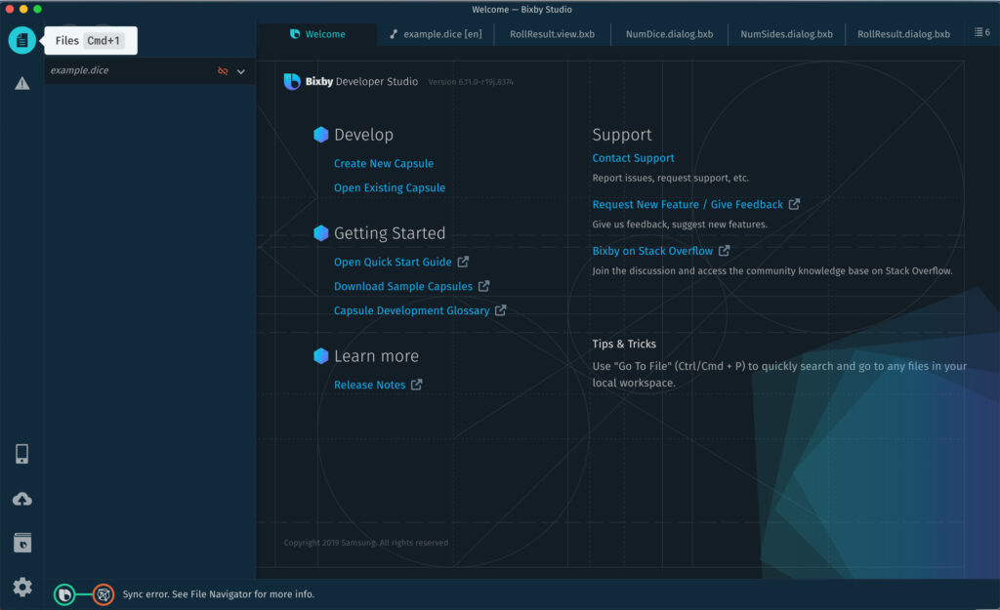 Welcome — Bixby Studio
Files Cmd+1
Welcome
example.dice [en]
RollResult.view.bxb
NumDice.dialog.bxb
NumSides.dialog.bxb
RollResult.dialog.bxb
6
example.dice
Bixby Developer Studio Version 6.11.0-r19j.8374
Develop
Create New Capsule
Open Existing Capsule
Getting Started
Open Quick Start Guide
Download Sample Capsules
Capsule Development Glossary
Learn more
Release Notes
Support
Contact Support
Report issues, request support, etc.
Request New Feature / Give Feedback
Give us feedback, suggest new features.
Bixby on Stack Overflow
Join the discussion and access the community knowledge base on Stack Overflow.
Tips & Tricks
Use "Go To File" (Ctrl/Cmd + P) to quickly search and go to any files in your
local workspace.
Copyright 2019 Samsung. All rights reserved
Sync error. See File Navigator for more info.